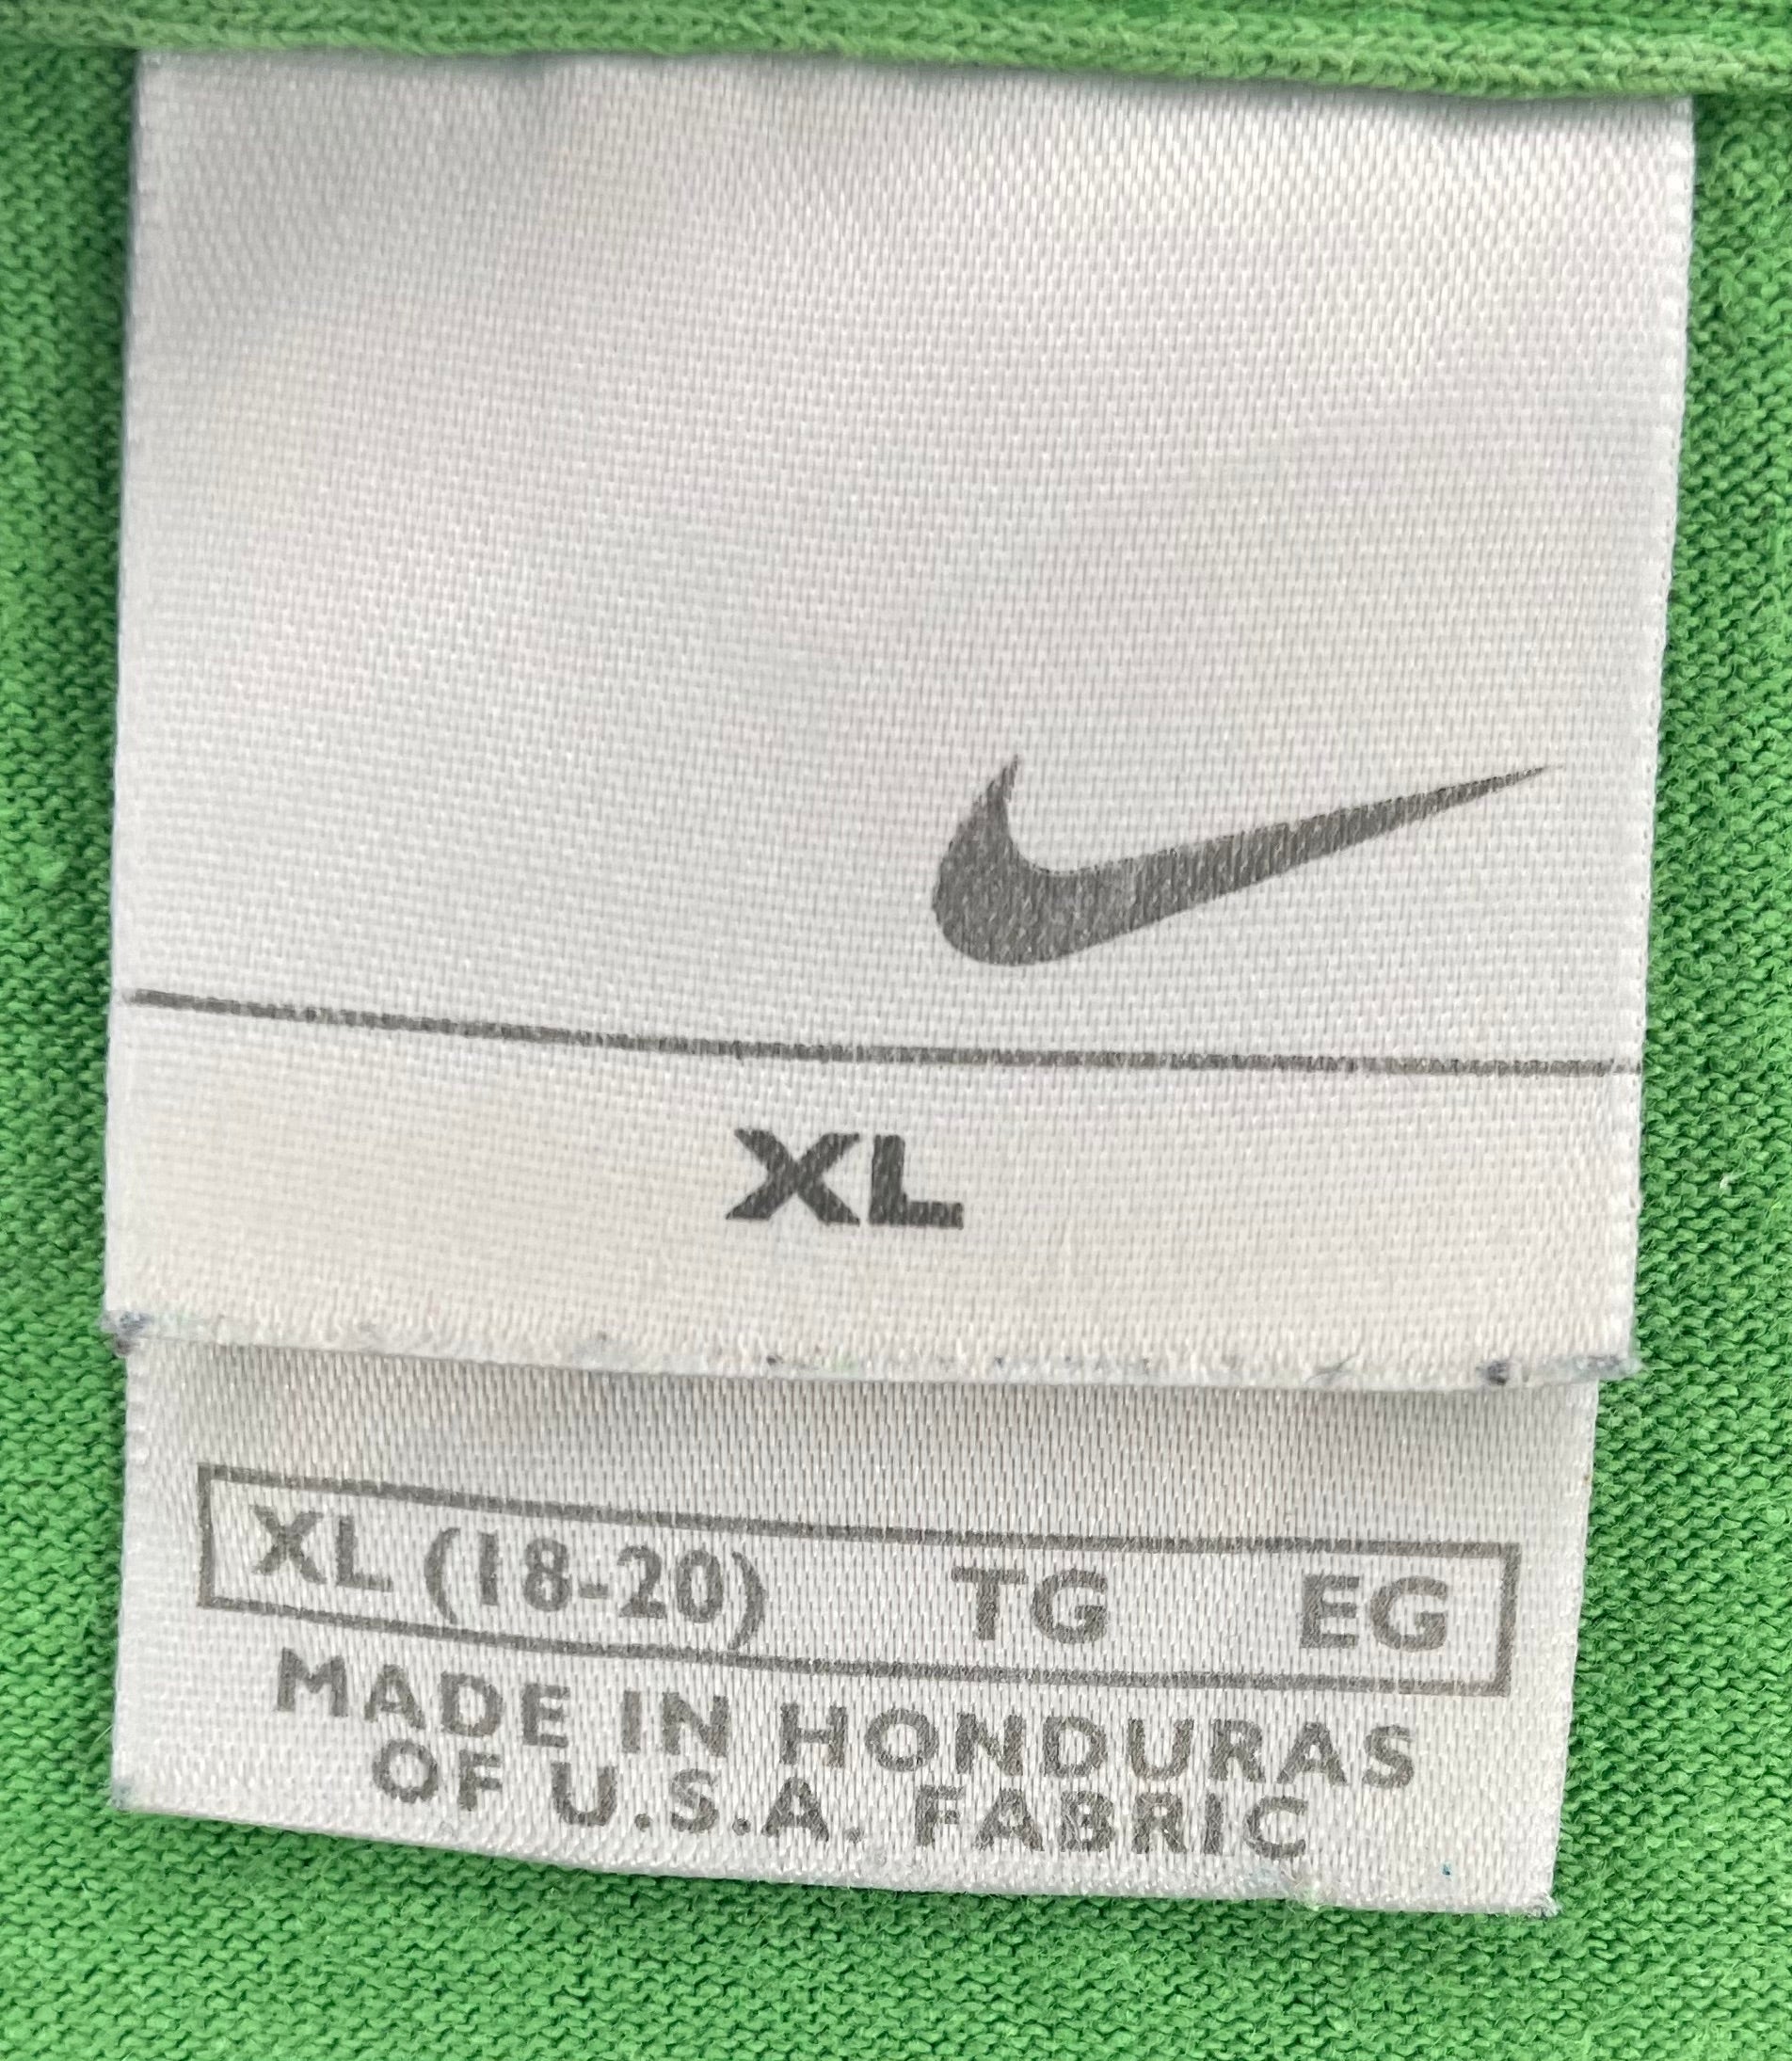 XL
XL (18-20) TG EG
MADE IN HONDURAS
OF U.S.A. FABRIC